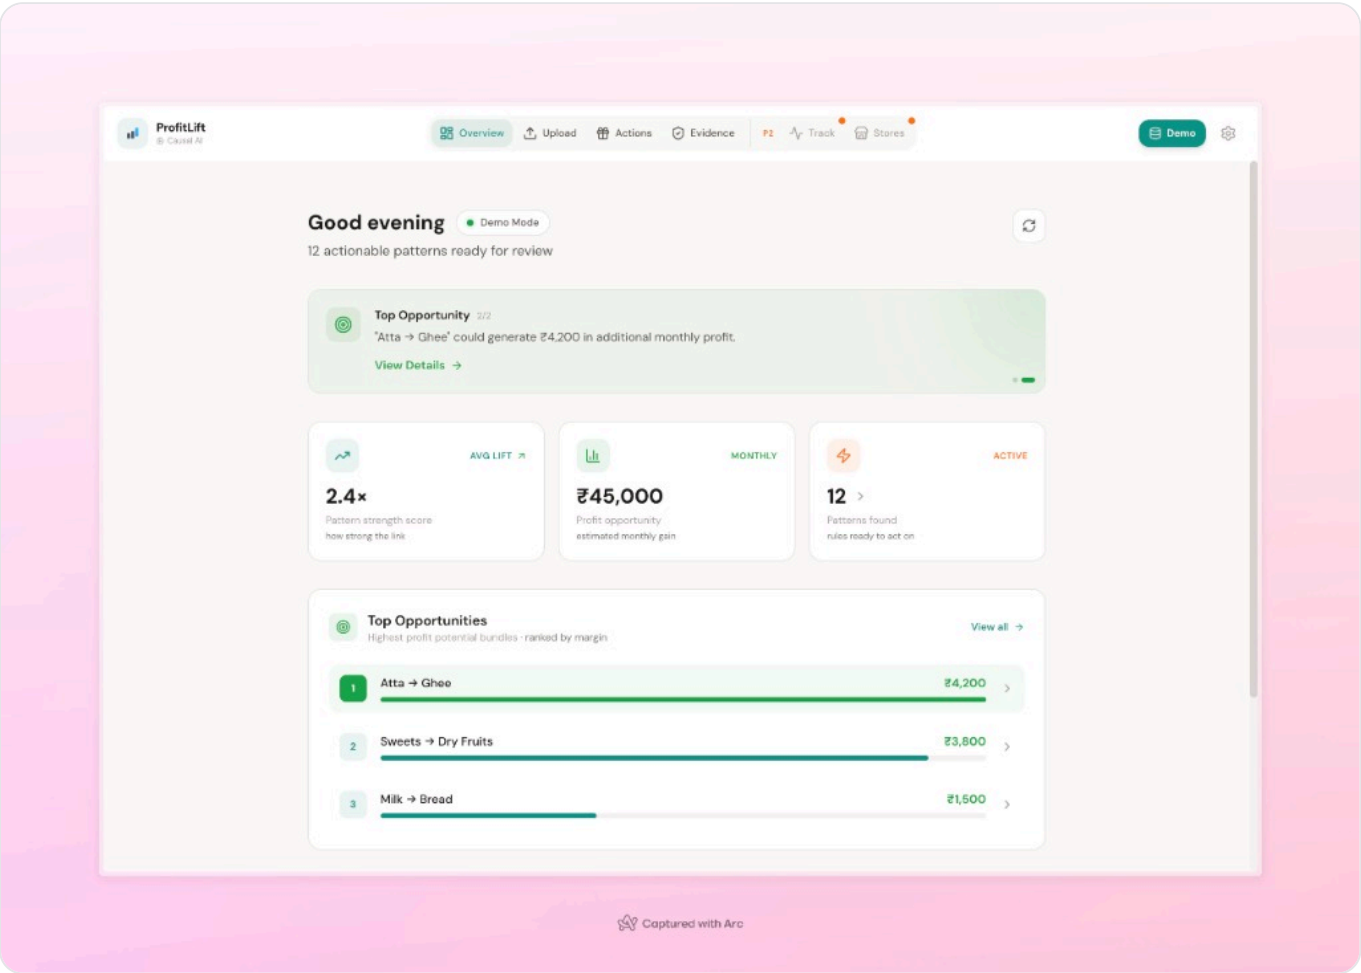 ProfitLift
Causal AI
Overview
Upload
Actions
Evidence
P2
Track
Stores
Demo
Good evening
Demo Mode
12 actionable patterns ready for review
Top Opportunity 2/2
"Atta → Ghee" could generate ₹4,200 in additional monthly profit.
View Details →
AVG LIFT
2.4×
Pattern strength score
how strong the link
MONTHLY
₹45,000
Profit opportunity
estimated monthly gain
ACTIVE
12
Patterns found
rules ready to act on
Top Opportunities
Highest profit potential bundles · ranked by margin
View all →
1
Atta → Ghee
₹4,200
2
Sweets → Dry Fruits
₹3,800
3
Milk → Bread
₹1,500
Captured with Arc